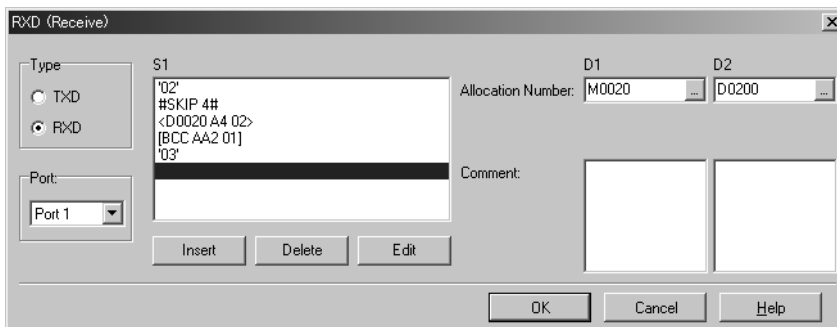 RXD (Receive)
Type
TXD
RXD
Port:
Port 1
S1
'02'
#SKIP 4#
<D0020 A4 02>
[BCC AA2 01]
'03'
Insert
Delete
Edit
D1
D2
Allocation Number:
M0020
...
D0200
...
Comment:
OK
Cancel
Help